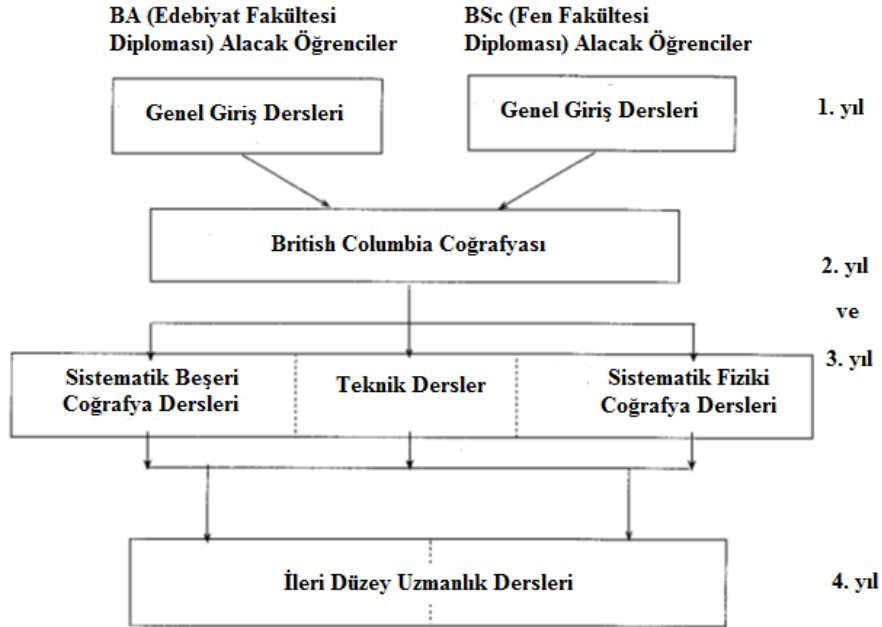 BA (Edebiyat Fakültesi
Diploması) Alacak Öğrenciler
BSc (Fen Fakültesi
Diploması) Alacak Öğrenciler
Genel Giriş Dersleri
Genel Giriş Dersleri
1. yıl
British Columbia Coğrafyası
2. yıl
ve
3. yıl
Sistematik Beşeri
Coğrafya Dersleri
Teknik Dersler
Sistematik Fiziki
Coğrafya Dersleri
İleri Düzey Uzmanlık Dersleri
4. yıl